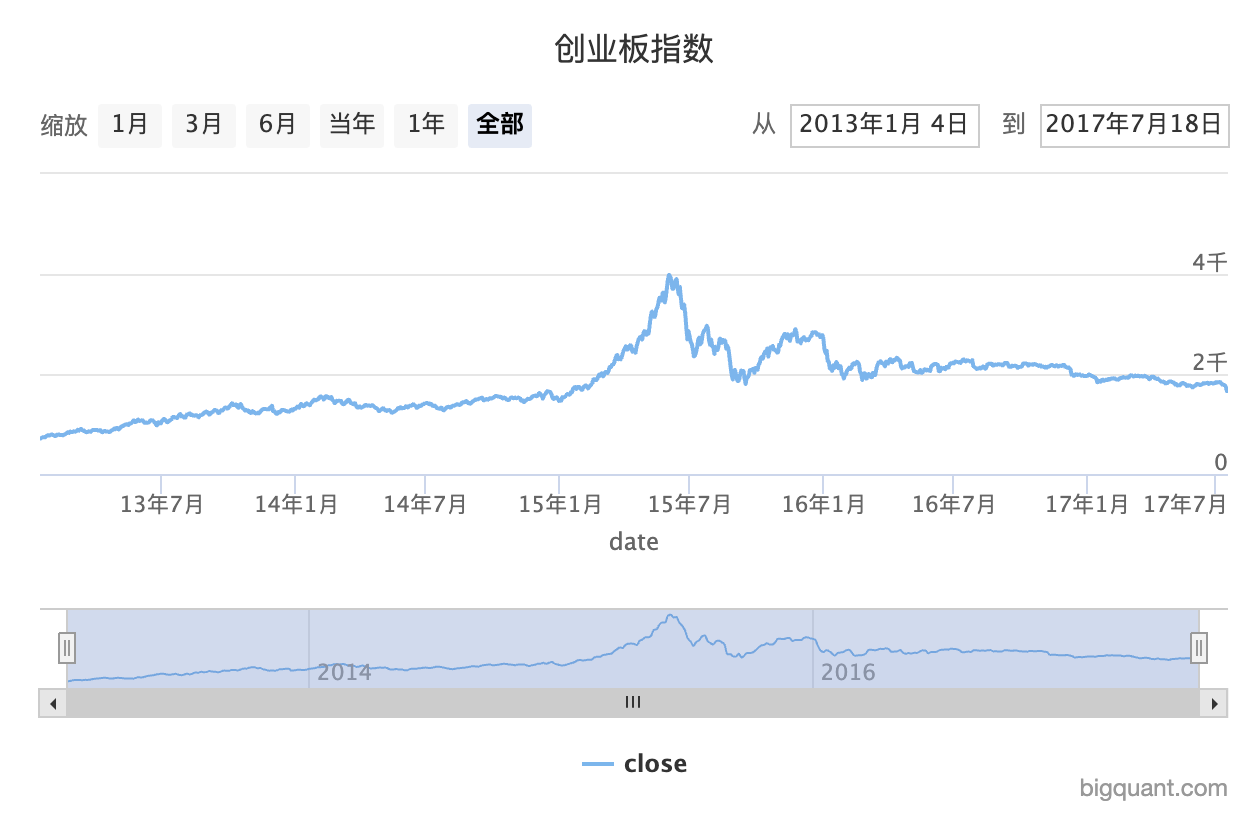 创业板指数
缩放 1月 3月 6月 当年 1年 全部 从 2013年1月 4日 到 2017年7月18日
4千
2千
0
13年7月 14年1月 14年7月 15年1月 15年7月 16年1月 16年7月 17年1月 17年7月
date
2014 2016
close
bigquant.com